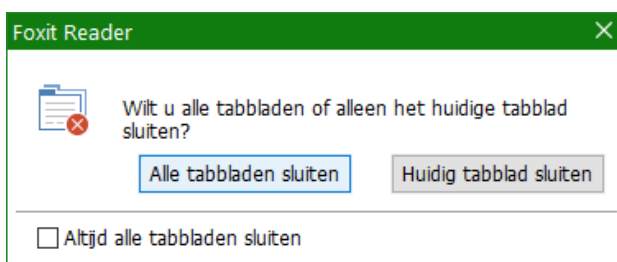 Foxit Reader
Wilt u alle tabbladen of alleen het huidige tabblad
sluiten?
Alle tabbladen sluiten Huidig tabblad sluiten
Altijd alle tabbladen sluiten